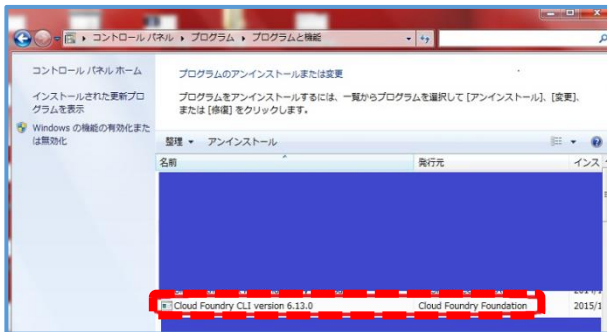 コントロール パネル ▸ プログラム ▸ プログラムと機能
コントロール パネル ホーム
インストールされた更新プロ
グラムを表示
Windows の機能の有効化また
は無効化
プログラムのアンインストールまたは変更
プログラムをアンインストールするには、一覧からプログラムを選択して [アンインストール]、[変更]、
または [修復] をクリックします。
整理 アンインストール
名前 発行元 インス
Cloud Foundry CLI version 6.13.0 Cloud Foundry Foundation 2015/1